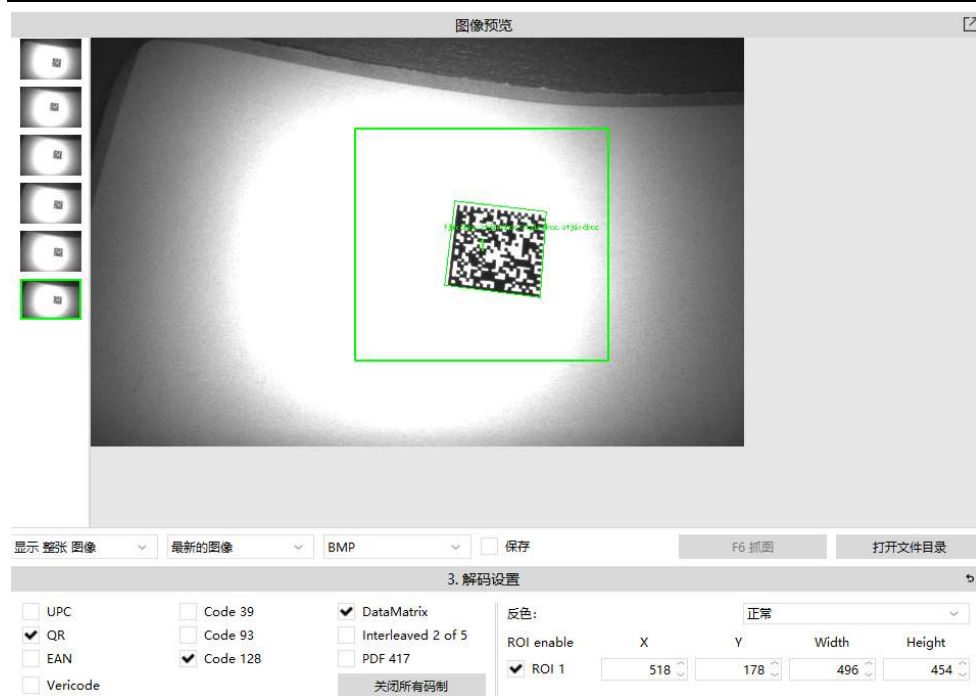 图像预览
显示 整张 图像
最新的图像
BMP
保存
F6 抓图
打开文件目录
3. 解码设置
UPC
Code 39
DataMatrix
反色:
正常
QR
Code 93
Interleaved 2 of 5
ROI enable
X
Y
Width
Height
EAN
Code 128
PDF 417
ROI 1
518
178
496
454
Vericode
关闭所有码制